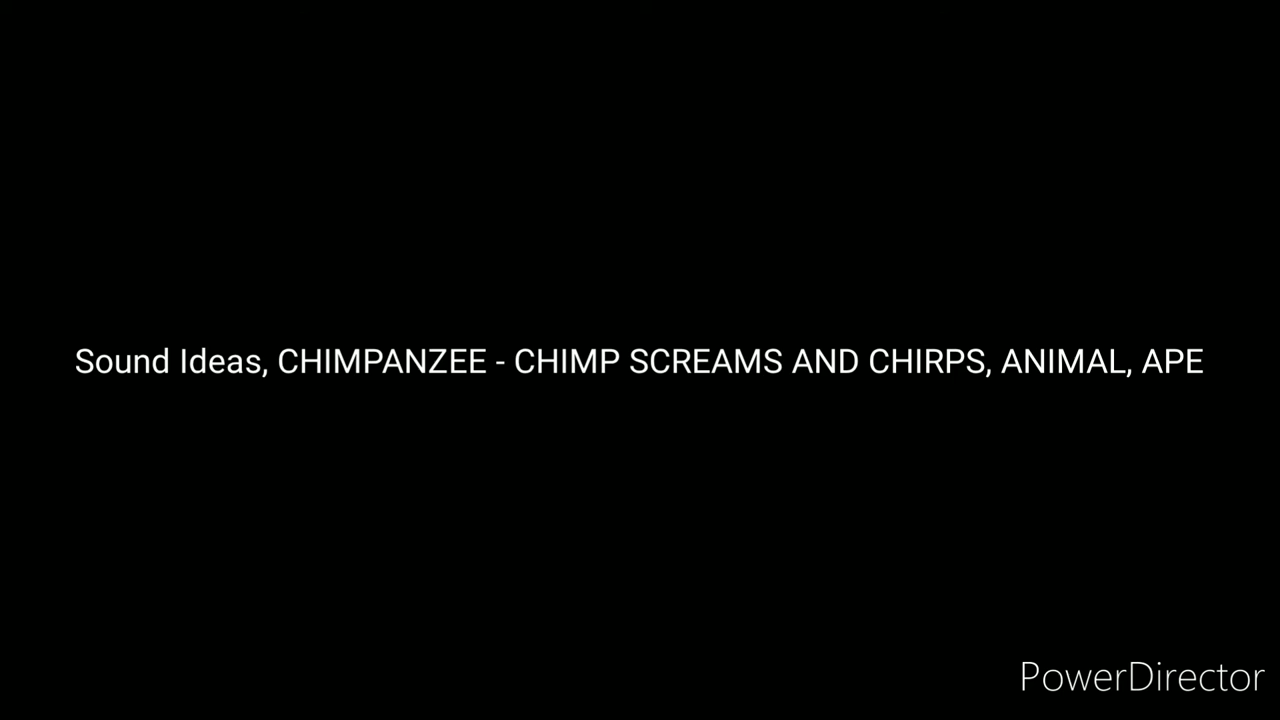 Sound Ideas, CHIMPANZEE - CHIMP SCREAMS AND CHIRPS, ANIMAL, APE
PowerDirector